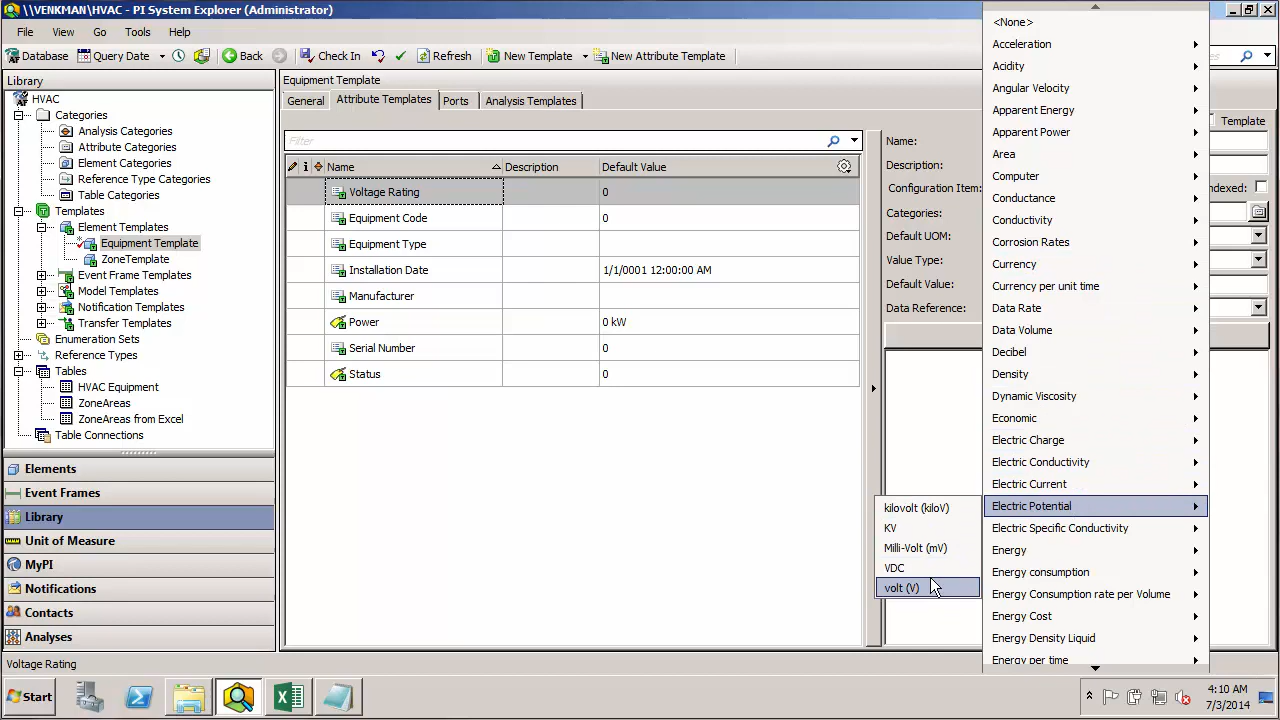 \\VENKMAN\HVAC - PI System Explorer (Administrator)
File View Go Tools Help
Database Query Date Back Check In Refresh New Template New Attribute Template
Library
HVAC
Categories
Analysis Categories
Attribute Categories
Element Categories
Reference Type Categories
Table Categories
Templates
Element Templates
Equipment Template
ZoneTemplate
Event Frame Templates
Model Templates
Notification Templates
Transfer Templates
Enumeration Sets
Reference Types
Tables
HVAC Equipment
ZoneAreas
ZoneAreas from Excel
Table Connections
Elements
Event Frames
Library
Unit of Measure
MyPI
Notifications
Contacts
Analyses
Equipment Template
General Attribute Templates Ports Analysis Templates
Filter
Name Description Default Value
Voltage Rating 0
Equipment Code 0
Equipment Type
Installation Date 1/1/0001 12:00:00 AM
Manufacturer
Power 0 kW
Serial Number 0
Status 0
Name:
Description:
Configuration Item:
Categories:
Default UOM:
Value Type:
Default Value:
Data Reference:
Template
ndexed:
<None>
Acceleration
Acidity
Angular Velocity
Apparent Energy
Apparent Power
Area
Computer
Conductance
Conductivity
Corrosion Rates
Currency
Currency per unit time
Data Rate
Data Volume
Decibel
Density
Dynamic Viscosity
Economic
Electric Charge
Electric Conductivity
Electric Current
Electric Potential
Electric Specific Conductivity
Energy
Energy consumption
Energy Consumption rate per Volume
Energy Cost
Energy Density Liquid
Energy per time
kilovolt (kiloV)
KV
Milli-Volt (mV)
VDC
volt (V)
Voltage Rating
Start
4:10 AM
7/3/2014